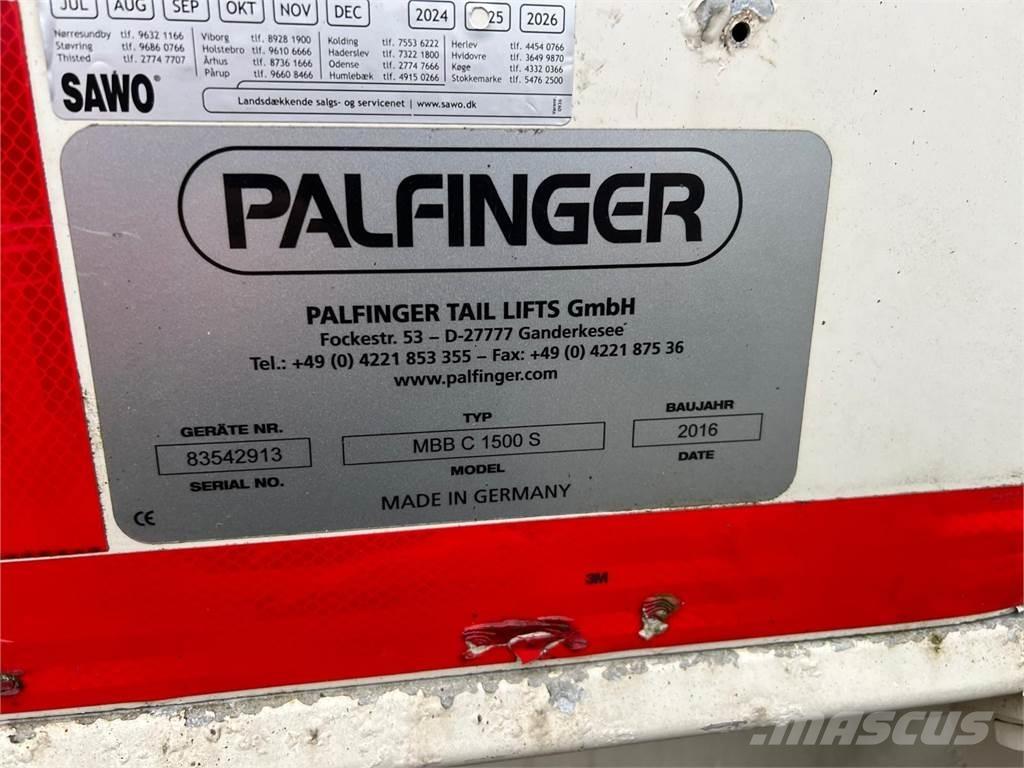 JUL AUG SEP OKT NOV DEC 2024 25 2026
Nørresundby tlf. 9632 1166 Viborg tlf. 8928 1900 Kolding tlf. 7553 6222 Herlev tlf. 4454 0766
Støvring tlf. 9686 0766 Holstebro tlf. 9610 6666 Haderslev tlf. 7322 1800 Hvidovre tlf. 3649 9870
Thisted tlf. 2774 7707 Århus tlf. 8736 1666 Odense tlf. 2774 7666 Køge tlf. 4332 0366
Pårup tlf. 9660 8466 Humlebæk tlf. 4915 0266 Stokkemarke tlf. 5476 2500
SAWO
Landsdækkende salgs- og servicenet | www.sawo.dk
PALFINGER
PALFINGER TAIL LIFTS GmbH
Fockestr. 53 – D-27777 Ganderkesee
Tel.: +49 (0) 4221 853 355 – Fax: +49 (0) 4221 875 36
www.palfinger.com
GERÄTE NR. TYP BAUJAHR
83542913 MBB C 1500 S 2016
SERIAL NO. MODEL DATE
MADE IN GERMANY
CE
3M
MASCUS